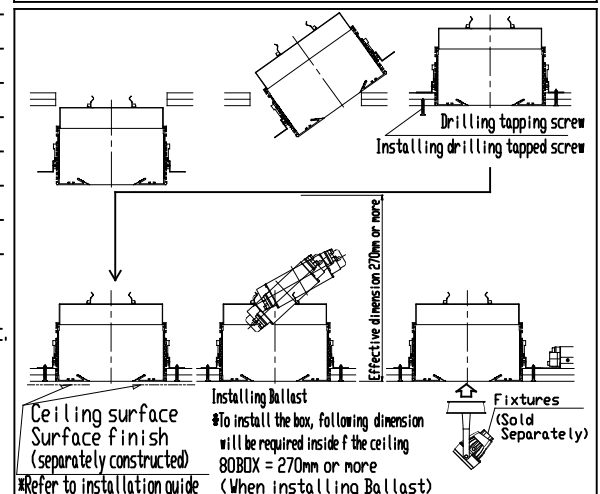 Drilling tapping screw
Installing drilling tapped screw
Effective dimension 270mm or more
Ceiling surface
Surface finish
(separately constructed)
*Refer to installation guide
Installing Ballast
*To install the box, following dimension
will be required inside f the ceiling
80BOX = 270mm or more
(When installing Ballast)
Fixtures
(Sold
Separately)